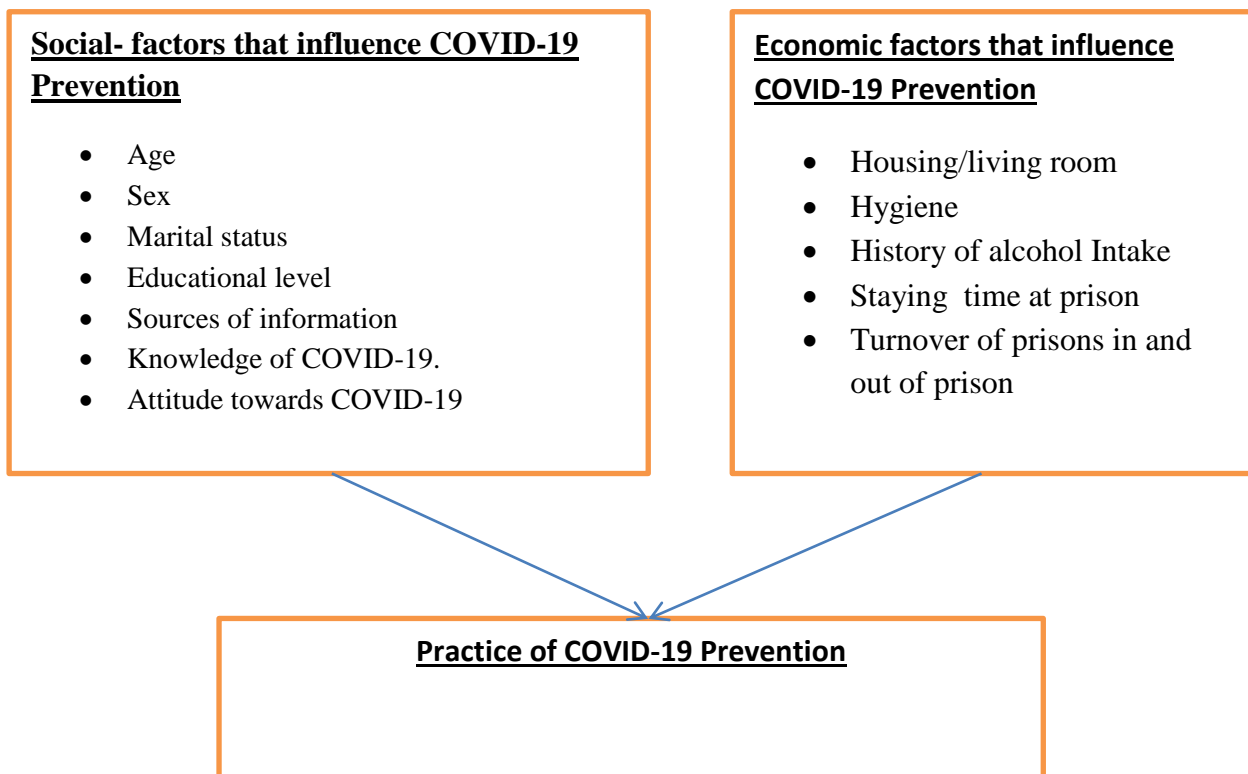 Social- factors that influence COVID-19
Prevention
• Age
• Sex
• Marital status
• Educational level
• Sources of information
• Knowledge of COVID-19.
• Attitude towards COVID-19
Economic factors that influence
COVID-19 Prevention
• Housing/living room
• Hygiene
• History of alcohol Intake
• Staying time at prison
• Turnover of prisons in and
out of prison
Practice of COVID-19 Prevention